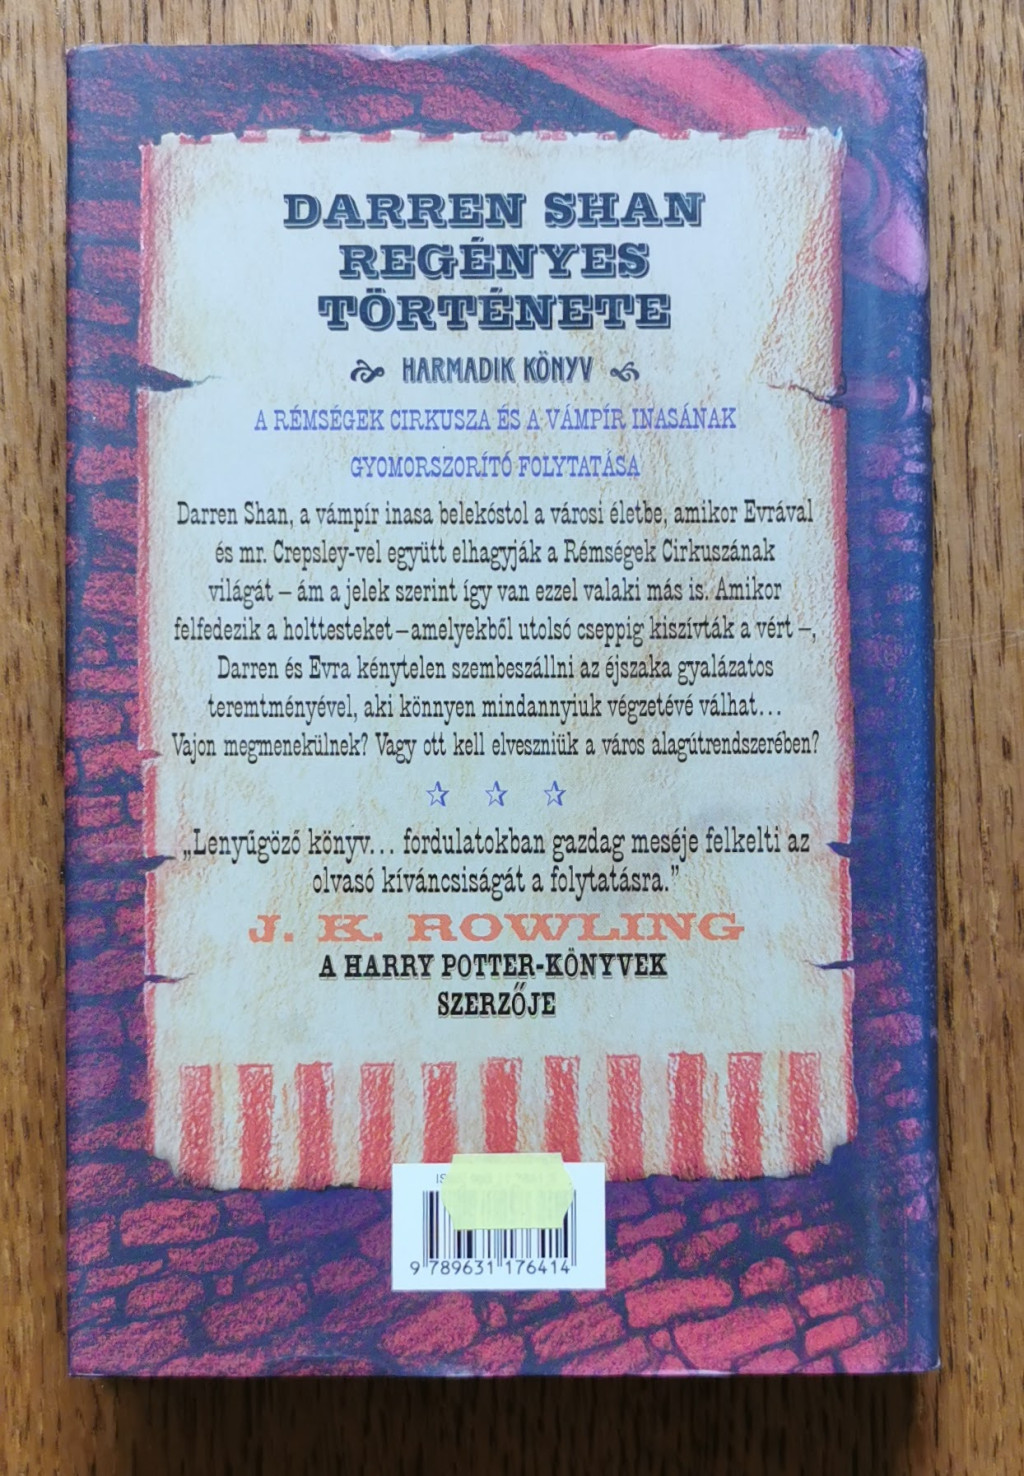 DARREN SHAN
REGÉNYES
TÖRTÉNETE
HARMADIK KÖNYV
A RÉMSÉGEK CIRKUSZA ÉS A VÁMPÍR INASÁNAK
GYOMORSZORÍTÓ FOLYTATÁSA
Darren Shan, a vámpír inasa belekóstol a városi életbe, amikor Evrával
és mr. Crepsley-vel együtt elhagyják a Rémségek Cirkuszának
világát – ám a jelek szerint így van ezzel valaki más is. Amikor
felfedezik a holttesteket – amelyekből utolsó cseppig kiszívták a vért –,
Darren és Evra kénytelen szembeszállni az éjszaka gyalázatos
teremtményével, aki könnyen mindannyiuk végzetévé válhat...
Vajon megmenekülnek? Vagy ott kell elveszniük a város alagútrendszerében?
„Lenyűgöző könyv... fordulatokban gazdag meséje felkelti az
olvasó kíváncsiságát a folytatásra.”
J. K. ROWLING
A HARRY POTTER-KÖNYVEK
SZERZŐJE
9 789631 176414